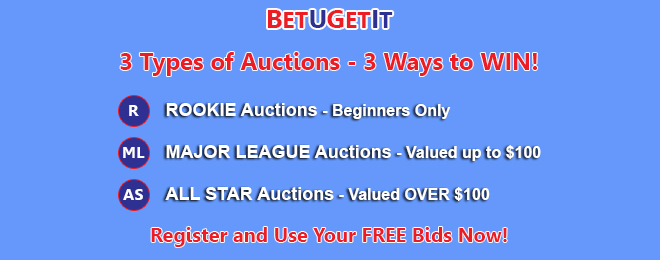 BETUGETIT
3 Types of Auctions - 3 Ways to WIN!
R ROOKIE Auctions - Beginners Only
ML MAJOR LEAGUE Auctions - Valued up to $100
AS ALL STAR Auctions - Valued OVER $100
Register and Use Your FREE Bids Now!